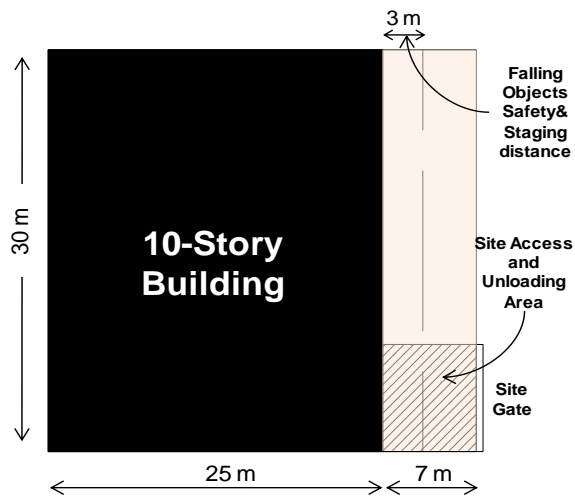 3 m
Falling
Objects
Safety&
Staging
distance
30 m
10-Story
Building
Site Access
and
Unloading
Area
Site
Gate
25 m
7 m